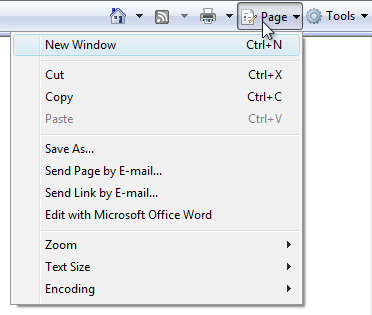 Page Tools
New Window Ctrl+N
Cut Ctrl+X
Copy Ctrl+C
Paste Ctrl+V
Save As...
Send Page by E-mail...
Send Link by E-mail...
Edit with Microsoft Office Word
Zoom
Text Size
Encoding